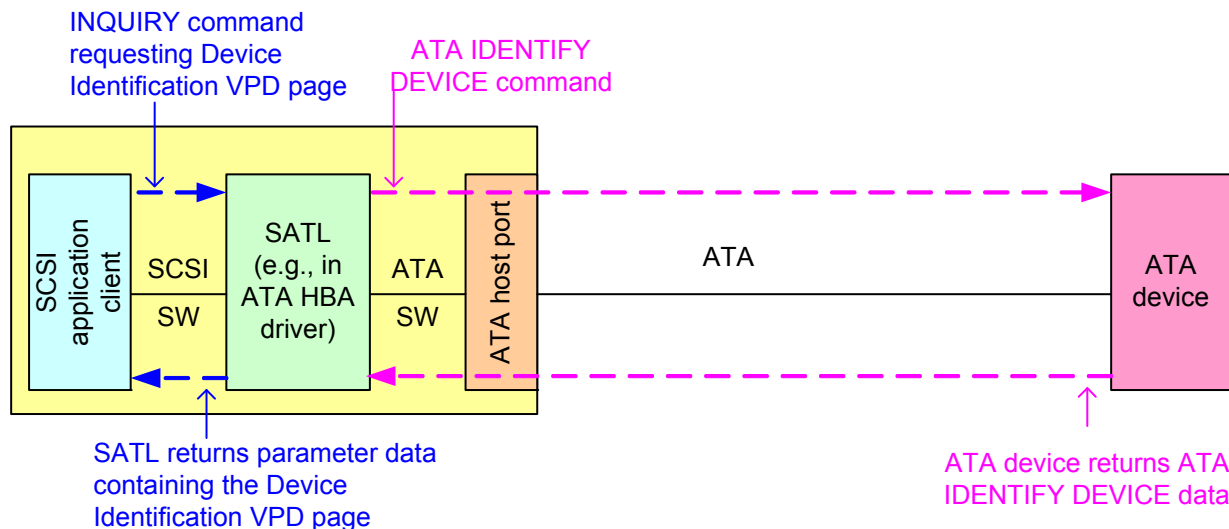 INQUIRY command
requesting Device
Identification VPD page
ATA IDENTIFY
DEVICE command
SCSI
application
client
SCSI
SW
SATL
(e.g., in
ATA HBA
driver)
ATA
SW
ATA host port
ATA
ATA
device
SATL returns parameter data
containing the Device
Identification VPD page
ATA device returns ATA
IDENTIFY DEVICE data